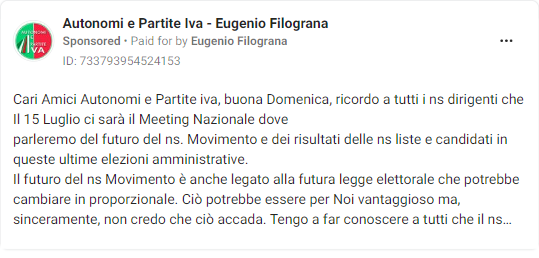 Autonomi e Partite Iva - Eugenio Filograna
Sponsored • Paid for by Eugenio Filograna
ID: 733793954524153
Cari Amici Autonomi e Partite iva, buona Domenica, ricordo a tutti i ns dirigenti che
Il 15 Luglio ci sarà il Meeting Nazionale dove
parleremo del futuro del ns. Movimento e dei risultati delle ns liste e candidati in
queste ultime elezioni amministrative.
Il futuro del ns Movimento è anche legato alla futura legge elettorale che potrebbe
cambiare in proporzionale. Ciò potrebbe essere per Noi vantaggioso ma,
sinceramente, non credo che ciò accada. Tengo a far conoscere a tutti che il ns...